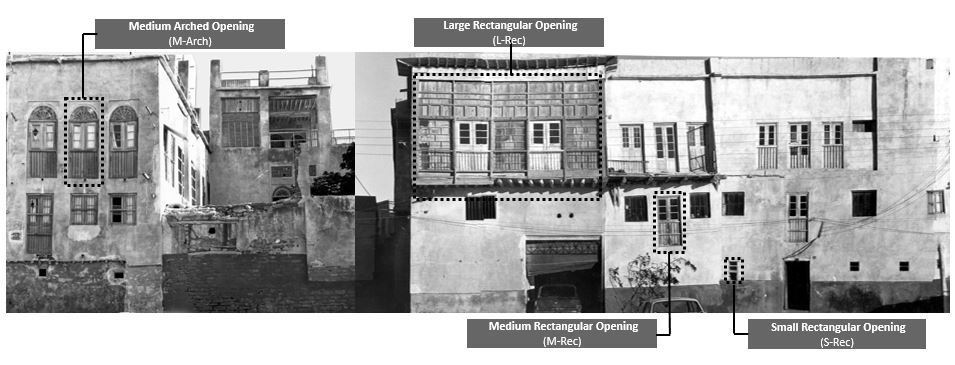 Medium Arched Opening
(M-Arch)
Large Rectangular Opening
(L-Rec)
Medium Rectangular Opening
(M-Rec)
Small Rectangular Opening
(S-Rec)